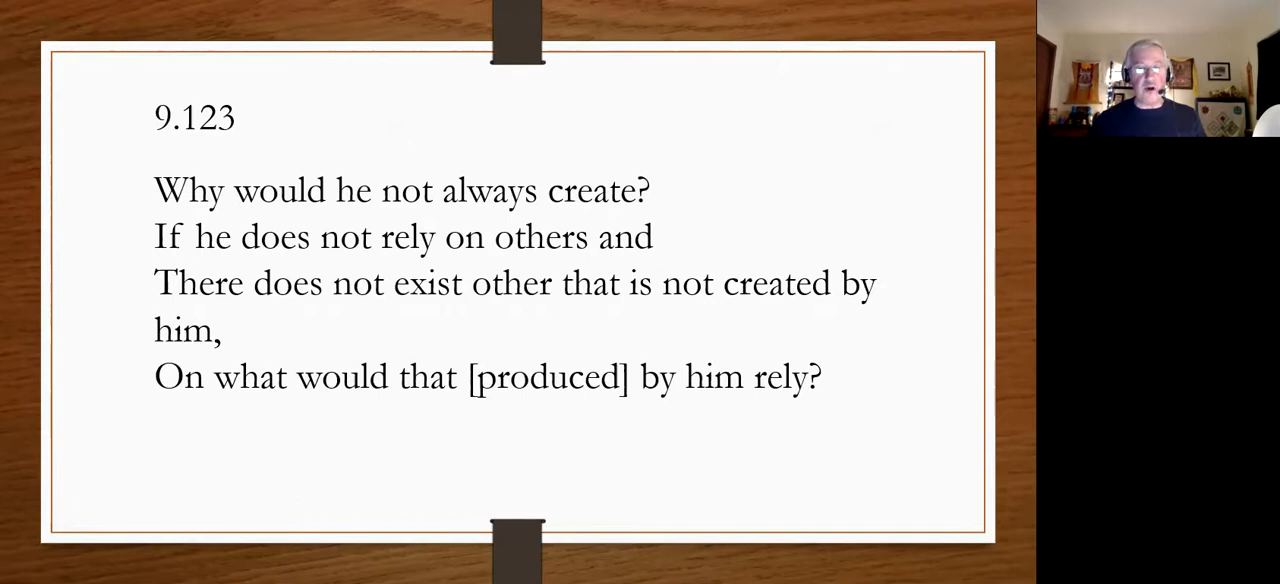 9.123
Why would he not always create?
If he does not rely on others and
There does not exist other that is not created by
him,
On what would that [produced] by him rely?